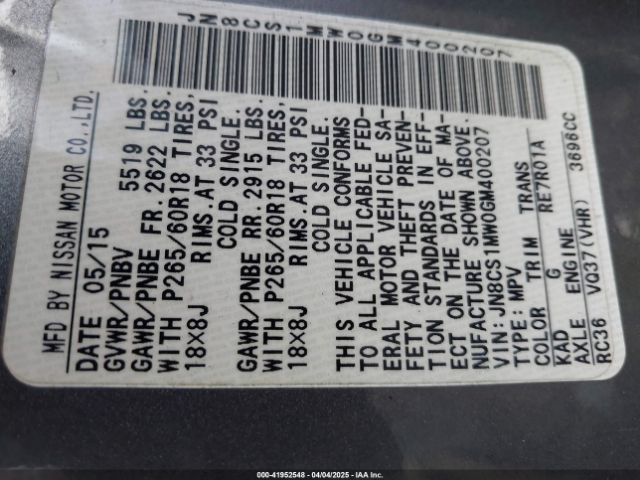 JN8CS1MW0GM400207
MFD BY NISSAN MOTOR CO.,LTD.
DATE 05/15
GVWR/PNBV 5519 LBS.
GAWR/PNBE FR. 2622 LBS.
WITH P265/60R18 TIRES,
18×8J RIMS. AT 33 PSI
COLD SINGLE.
GAWR/PNBE RR. 2915 LBS.
WITH P265/60R18 TIRES,
18×8J RIMS. AT 33 PSI
COLD SINGLE.
THIS VEHICLE CONFORMS
TO ALL APPLICABLE FED-
ERAL MOTOR VEHICLE SA-
FETY AND THEFT PREVEN-
TION STANDARDS IN EFF-
ECT ON THE DATE OF MA-
NUFACTURE SHOWN ABOVE.
VIN: JN8CS1MW0GM400207
TYPE: MPV
COLOR TRIM TRANS
KAD G RE7R01A
AXLE ENGINE
RC36 VQ37(VHR) 3696CC
000-41952548 - 04/04/2025 - IAA Inc.